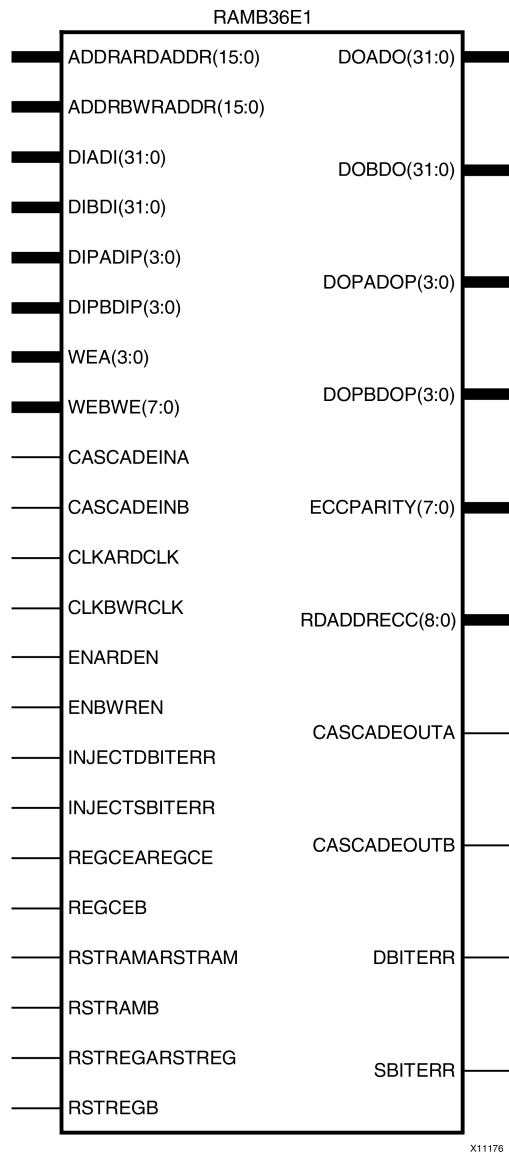 RAMB36E1
ADDRARDADDR(15:0)
DOADO(31:0)
ADDRBWRADDR(15:0)
DIADI(31:0)
DOBDO(31:0)
DIBDI(31:0)
DIPADIP(3:0)
DOPADOP(3:0)
DIPBDIP(3:0)
WEA(3:0)
DOPBDOP(3:0)
WEBWE(7:0)
CASCADEINA
CASCADEINB
ECCPARITY(7:0)
CLKARDCLK
CLKBWRCLK
RDADDRECC(8:0)
ENARDEN
ENBWREN
CASCADEOUTA
INJECTDBITERR
INJECTSBITERR
CASCADEOUTB
REGCEAREGCE
REGCEB
RSTRAMARSTRAM
DBITERR
RSTRAMB
RSTREGARSTREG
SBITERR
RSTREGB
X11176